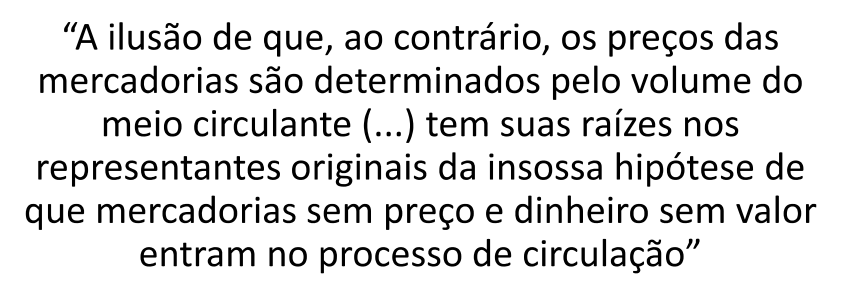 “A ilusão de que, ao contrário, os preços das
mercadorias são determinados pelo volume do
meio circulante (...) tem suas raízes nos
representantes originais da insossa hipótese de
que mercadorias sem preço e dinheiro sem valor
entram no processo de circulação”